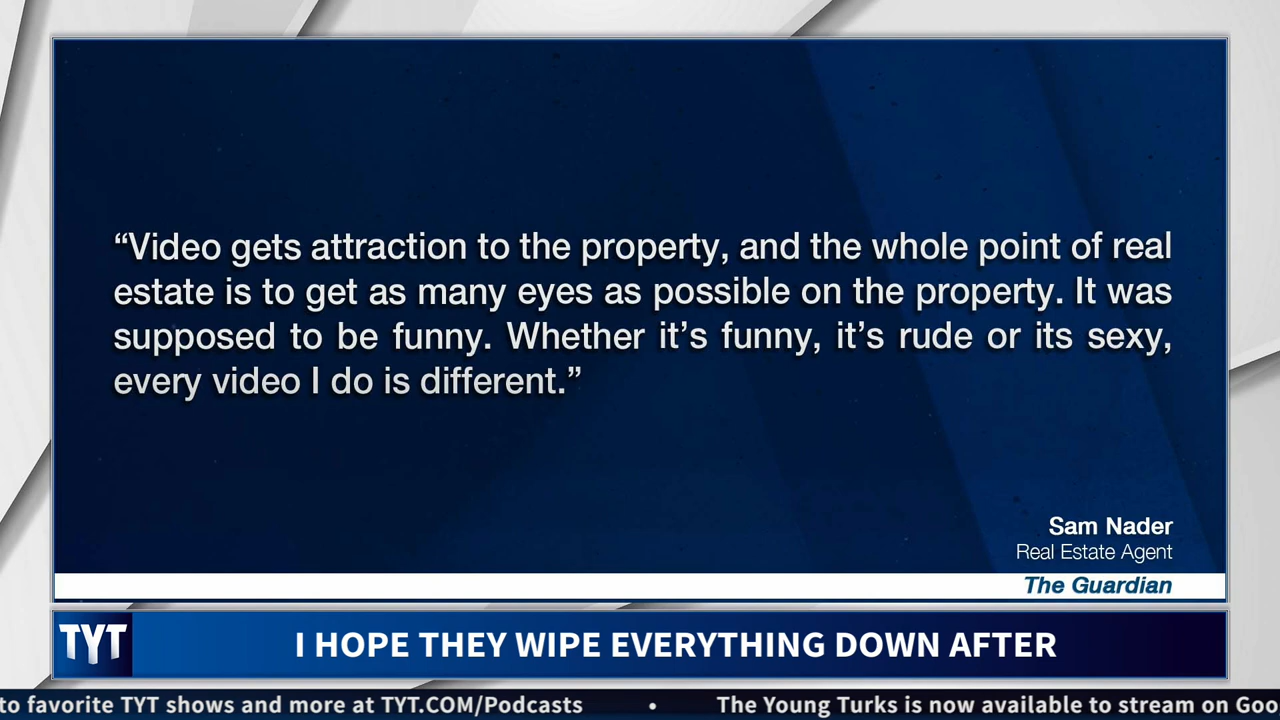 “Video gets attraction to the property, and the whole point of real
estate is to get as many eyes as possible on the property. It was
supposed to be funny. Whether it’s funny, it’s rude or its sexy,
every video I do is different.”
Sam Nader
Real Estate Agent
The Guardian
TYT I HOPE THEY WIPE EVERYTHING DOWN AFTER
to favorite TYT shows and more at TYT.COM/Podcasts • The Young Turks is now available to stream on Goo